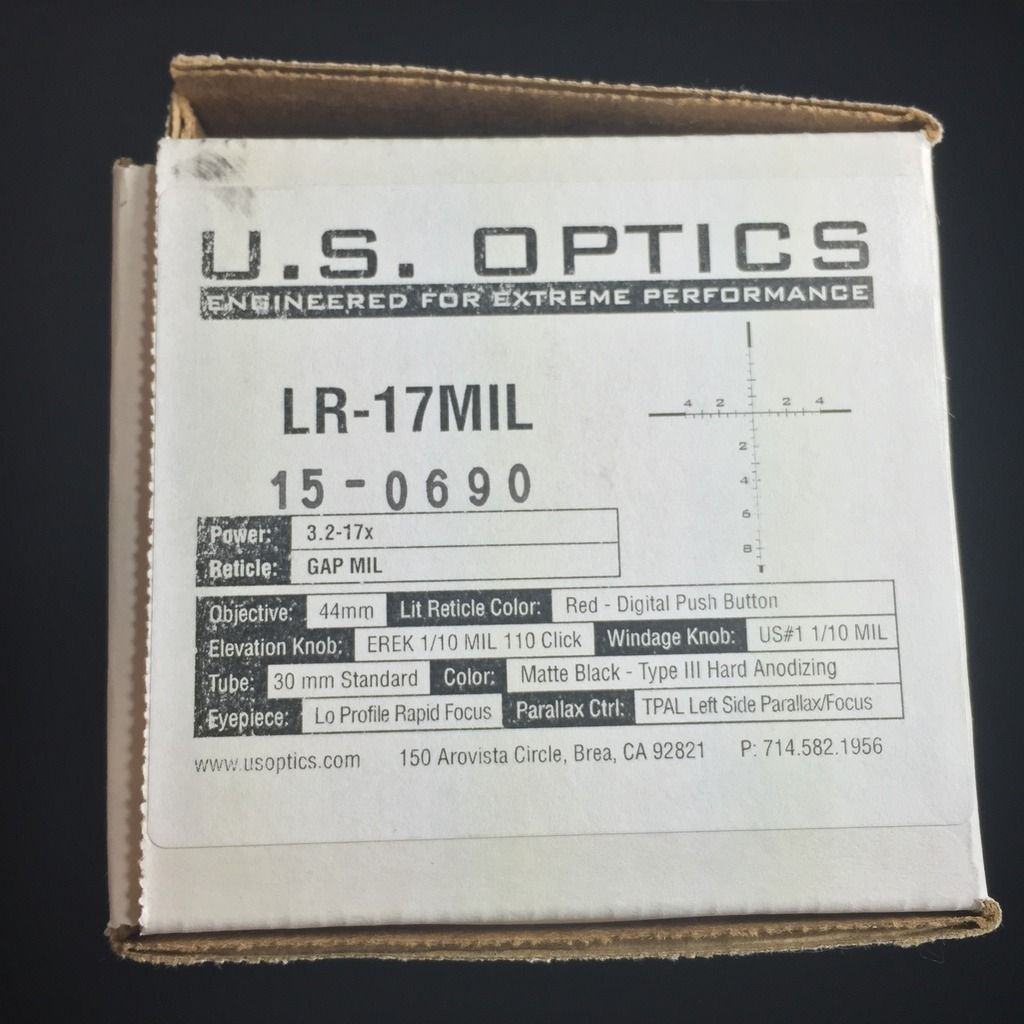 U.S. OPTICS
ENGINEERED FOR EXTREME PERFORMANCE
LR-17MIL
15-0690
4 2 2 4
2
4
6
8
Power: 3.2-17x
Reticle: GAP MIL
Objective: 44mm Lit Reticle Color: Red - Digital Push Button
Elevation Knob: EREK 1/10 MIL 110 Click Windage Knob: US#1 1/10 MIL
Tube: 30 mm Standard Color: Matte Black - Type III Hard Anodizing
Eyepiece: Lo Profile Rapid Focus Parallax Ctrl: TPAL Left Side Parallax/Focus
www.usoptics.com 150 Arovista Circle, Brea, CA 92821 P: 714.582.1956